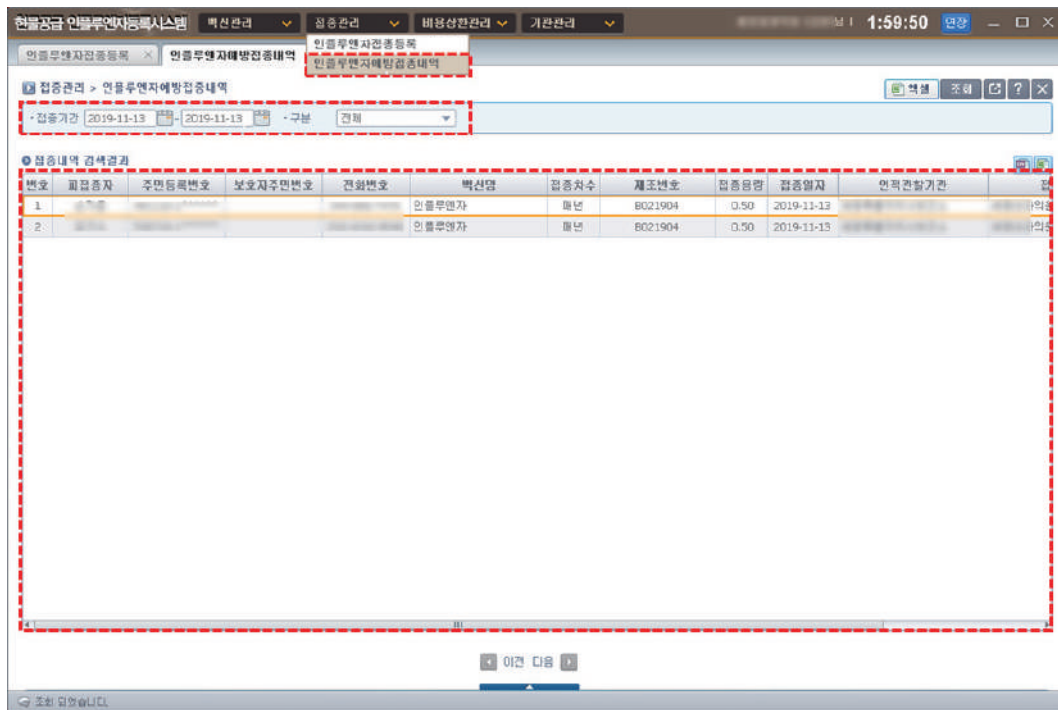 현물공급 인플루엔자등록시스템 백신관리 접종관리 비용상환관리 기관관리 1:59:50 연장
인플루엔자접종등록 인플루엔자예방접종내역
인플루엔자접종등록
인플루엔자예방접종내역
접종관리 > 인플루엔자예방접종내역 엑셀 조회 ?
·접종기간 2019-11-13 - 2019-11-13 ·구분 전체
접종내역 검색결과
번호 피접종자 주민등록번호 보호자주민번호 전화번호 백신명 접종차수 제조번호 접종용량 접종일자 인적관할기관 접
1 인플루엔자 매년 B021904 0.50 2019-11-13
2 인플루엔자 매년 B021904 0.50 2019-11-13
이전 다음
조회 되었습니다.